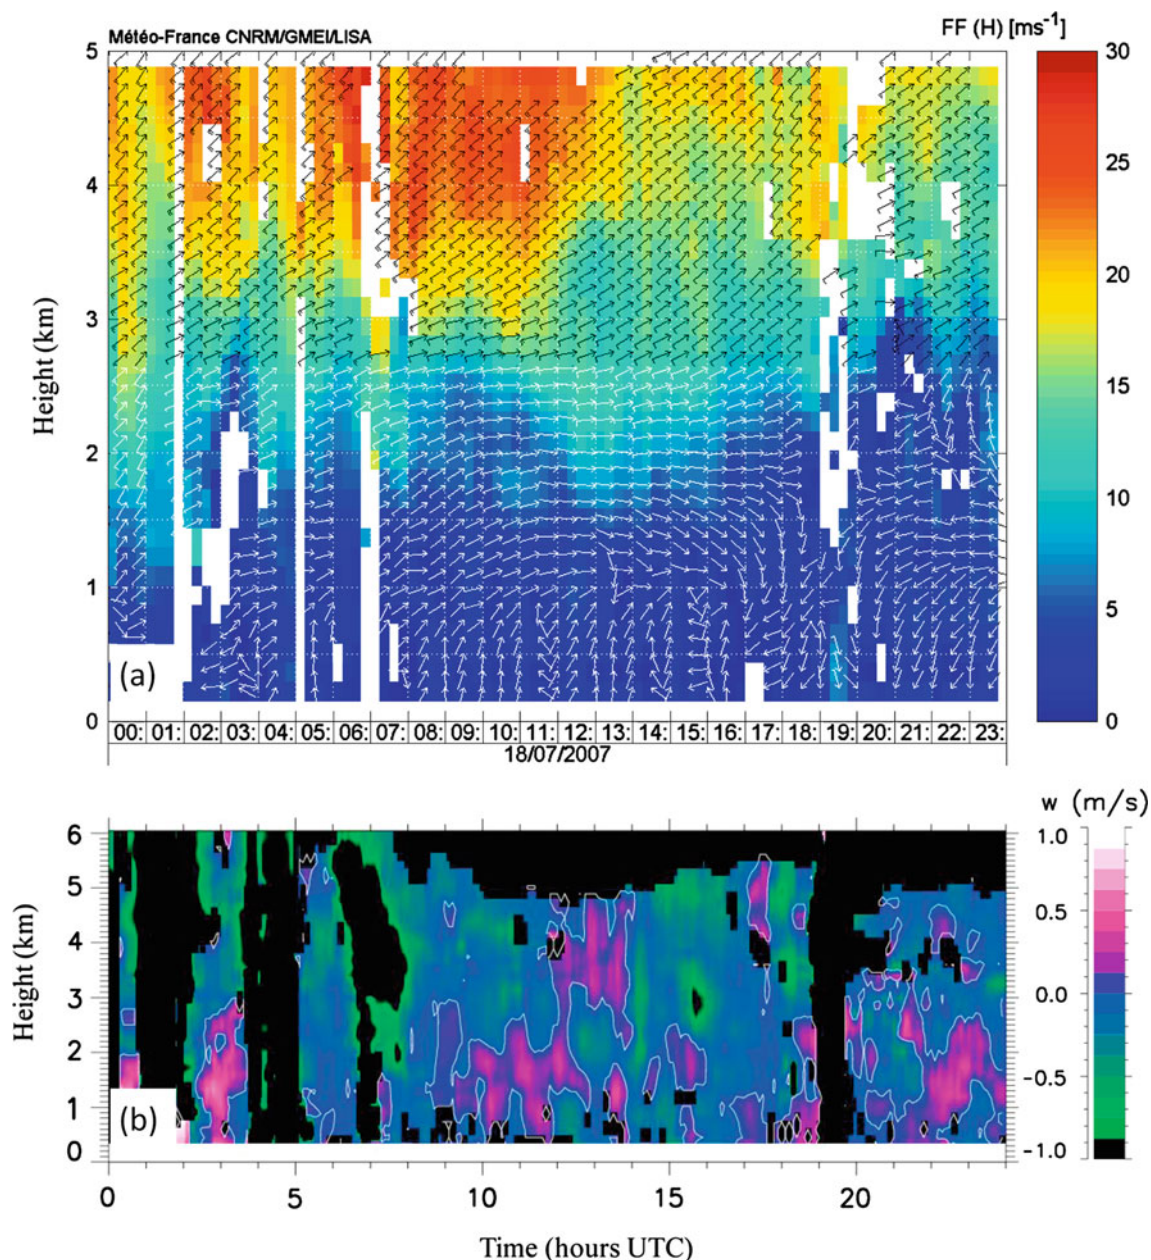 Météo-France CNRM/GMEI/LISA
FF (H) [ms⁻¹]
5
4
3
2
1
0
Height (km)
(a)
30
25
20
15
10
5
0
00: 01: 02: 03: 04: 05: 06: 07: 08: 09: 10: 11: 12: 13: 14: 15: 16: 17: 18: 19: 20: 21: 22: 23:
18/07/2007
w (m/s)
6
5
4
3
2
1
0
Height (km)
(b)
1.0
0.5
0.0
-0.5
-1.0
0 5 10 15 20
Time (hours UTC)